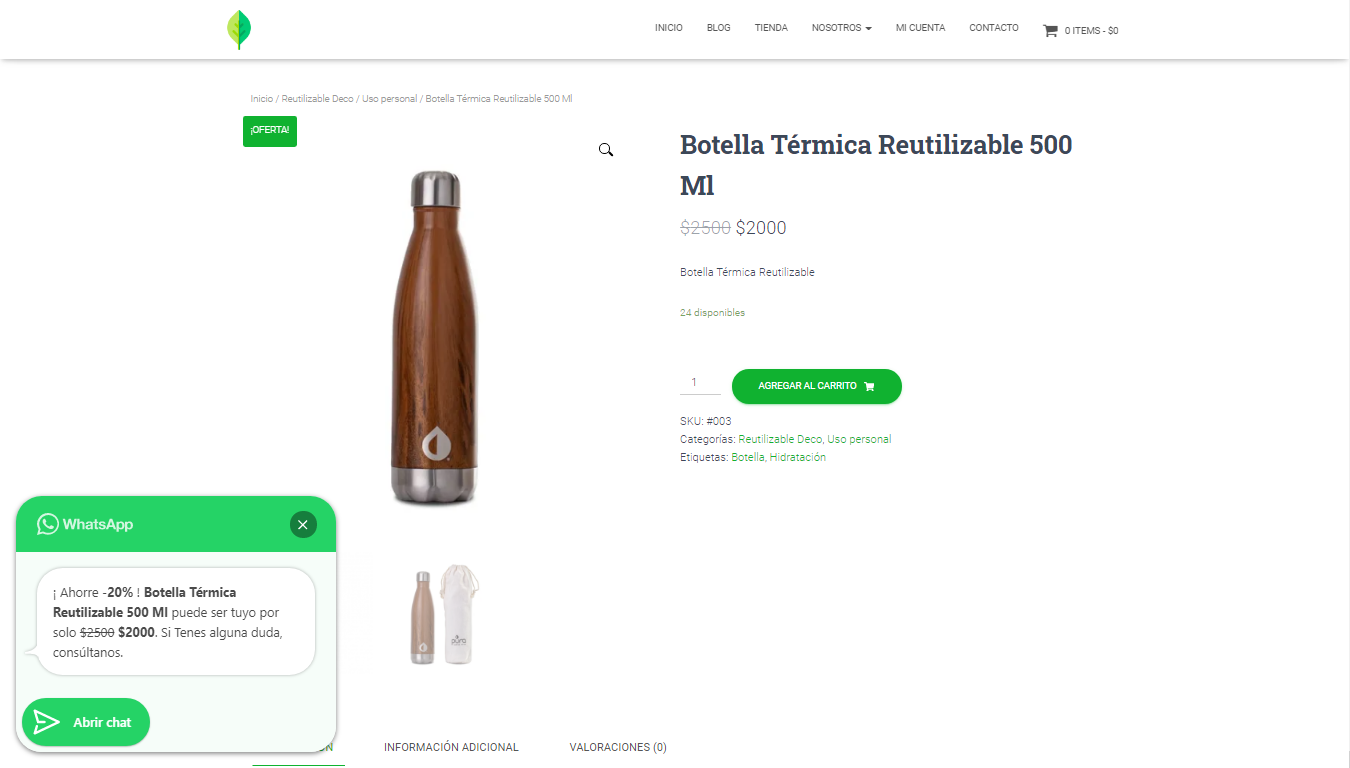 INICIO BLOG TIENDA NOSOTROS MI CUENTA CONTACTO 0 ITEMS - $0
Inicio / Reutilizable Deco / Uso personal / Botella Térmica Reutilizable 500 Ml
¡OFERTA!
Botella Térmica Reutilizable 500
Ml
$2500 $2000
Botella Térmica Reutilizable
24 disponibles
1 AGREGAR AL CARRITO
SKU: #003
Categorías: Reutilizable Deco, Uso personal
Etiquetas: Botella, Hidratación
WhatsApp
¡ Ahorre -20% ! Botella Térmica
Reutilizable 500 Ml puede ser tuyo por
solo $2500 $2000. Si Tenes alguna duda,
consúltanos.
pura
Abrir chat
INFORMACIÓN ADICIONAL VALORACIONES (0)